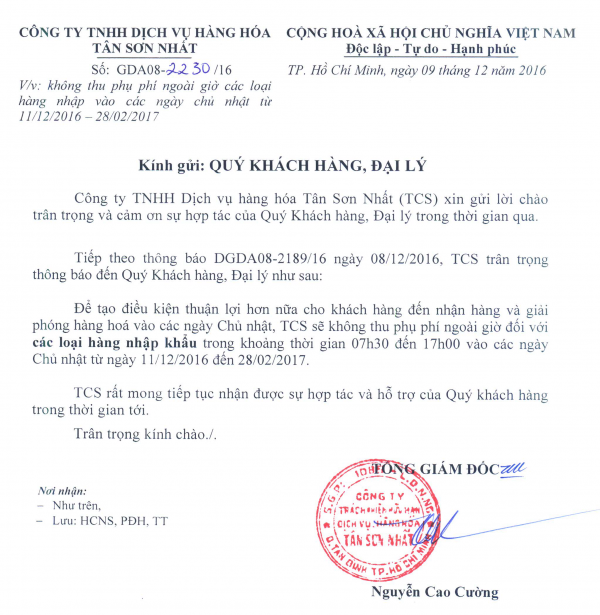 CÔNG TY TNHH DỊCH VỤ HÀNG HÓA
TÂN SƠN NHẤT
Số: GDA08-2230/16
V/v: không thu phụ phí ngoài giờ các loại
hàng nhập vào các ngày chủ nhật từ
11/12/2016 – 28/02/2017
CỘNG HOÀ XÃ HỘI CHỦ NGHĨA VIỆT NAM
Độc lập - Tự do - Hạnh phúc
TP. Hồ Chí Minh, ngày 09 tháng 12 năm 2016
Kính gửi: QUÝ KHÁCH HÀNG, ĐẠI LÝ
Công ty TNHH Dịch vụ hàng hóa Tân Sơn Nhất (TCS) xin gửi lời chào
trân trọng và cảm ơn sự hợp tác của Quý Khách hàng, Đại lý trong thời gian qua.
Tiếp theo thông báo DGDA08-2189/16 ngày 08/12/2016, TCS trân trọng
thông báo đến Quý Khách hàng, Đại lý như sau:
Để tạo điều kiện thuận lợi hơn nữa cho khách hàng đến nhận hàng và giải
phóng hàng hoá vào các ngày Chủ nhật, TCS sẽ không thu phụ phí ngoài giờ đối với
các loại hàng nhập khẩu trong khoảng thời gian 07h30 đến 17h00 vào các ngày
Chủ nhật từ ngày 11/12/2016 đến 28/02/2017.
TCS rất mong tiếp tục nhận được sự hợp tác và hỗ trợ của Quý khách hàng
trong thời gian tới.
Trân trọng kính chào./.
TỔNG GIÁM ĐỐC
Nơi nhận:
– Như trên,
– Lưu: HCNS, PĐH, TT
CÔNG TY
TRÁCH NHIỆM HỮU HẠN
DỊCH VỤ HÀNG HÓA
TÂN SƠN NHẤT
Q.TÂN BÌNH T.P.HỒ CHÍ MINH
Nguyễn Cao Cường